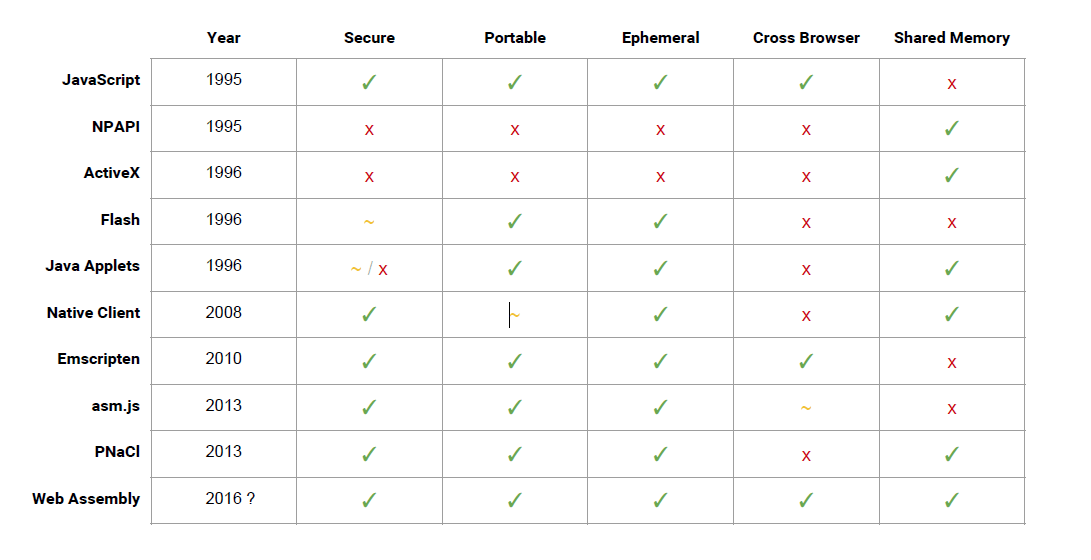 Year Secure Portable Ephemeral Cross Browser Shared Memory
JavaScript 1995 ✓ ✓ ✓ ✓ x
NPAPI 1995 x x x x ✓
ActiveX 1996 x x x x ✓
Flash 1996 ~ ✓ ✓ x x
Java Applets 1996 ~ / x ✓ ✓ x ✓
Native Client 2008 ✓ ~ ✓ x ✓
Emscripten 2010 ✓ ✓ ✓ ✓ x
asm.js 2013 ✓ ✓ ✓ ~ x
PNaCl 2013 ✓ ✓ ✓ x ✓
Web Assembly 2016 ? ✓ ✓ ✓ ✓ ✓